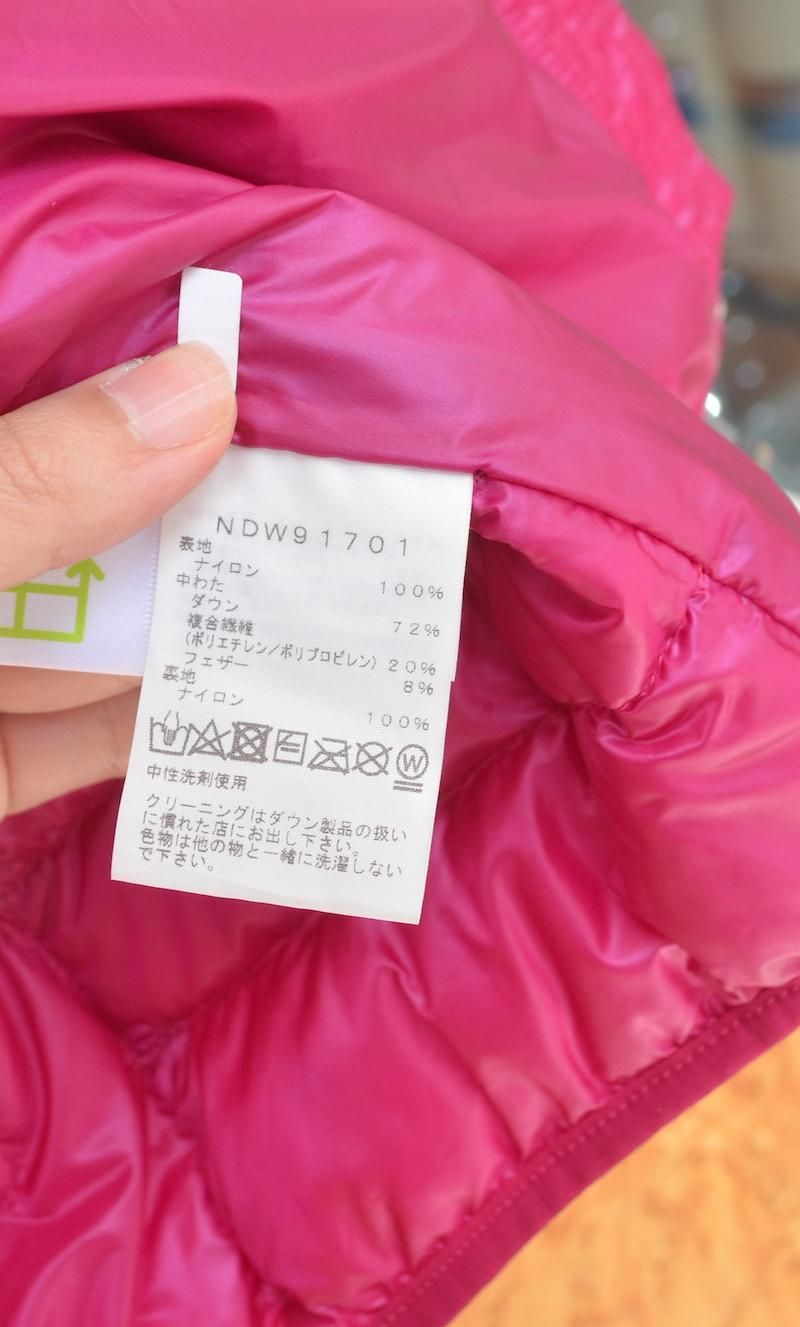 NDW91701
表地
ナイロン 100%
中わた
ダウン 72%
複合繊維
(ポリエチレン/ポリプロピレン) 20%
フェザー 8%
裏地
ナイロン 100%
W
中性洗剤使用
クリーニングはダウン製品の扱い
に慣れた店にお出し下さい。
色物は他の物と一緒に洗濯しない
で下さい。